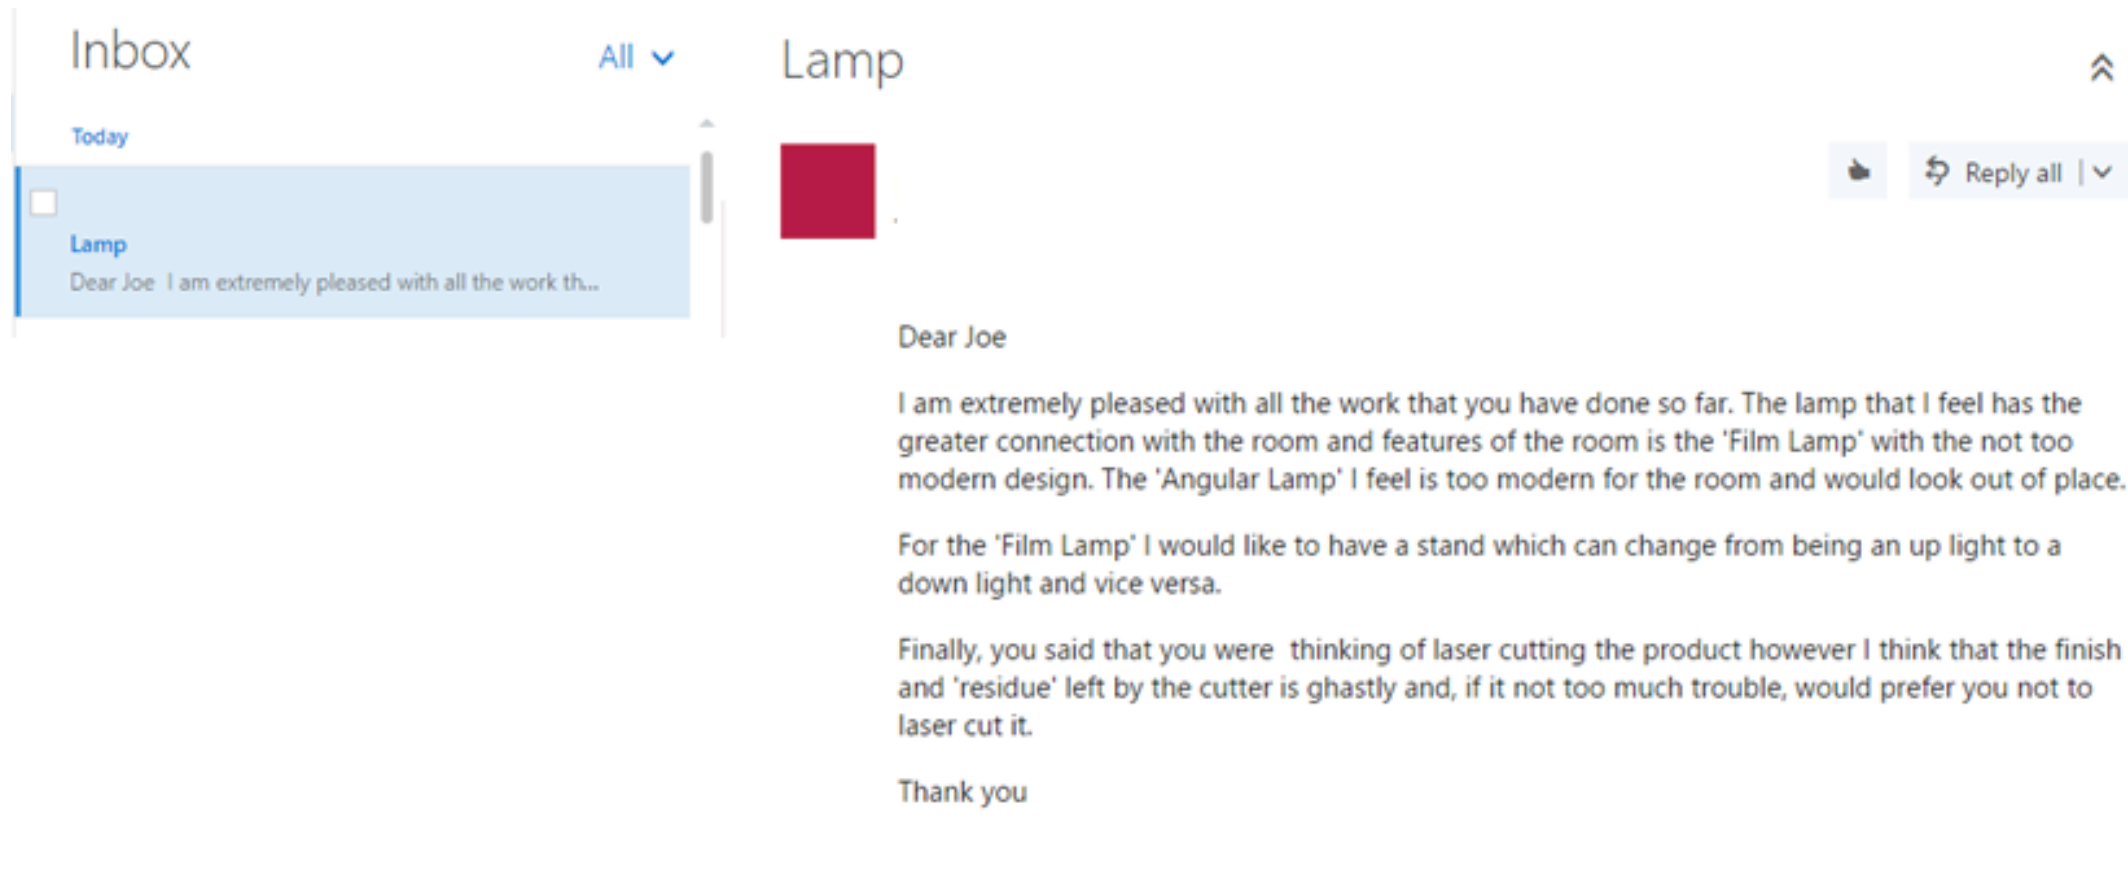 Inbox
All
Today
Lamp
Dear Joe I am extremely pleased with all the work th...
Lamp
Reply all
Dear Joe
I am extremely pleased with all the work that you have done so far. The lamp that I feel has the
greater connection with the room and features of the room is the 'Film Lamp' with the not too
modern design. The 'Angular Lamp' I feel is too modern for the room and would look out of place.
For the 'Film Lamp' I would like to have a stand which can change from being an up light to a
down light and vice versa.
Finally, you said that you were thinking of laser cutting the product however I think that the finish
and 'residue' left by the cutter is ghastly and, if it not too much trouble, would prefer you not to
laser cut it.
Thank you